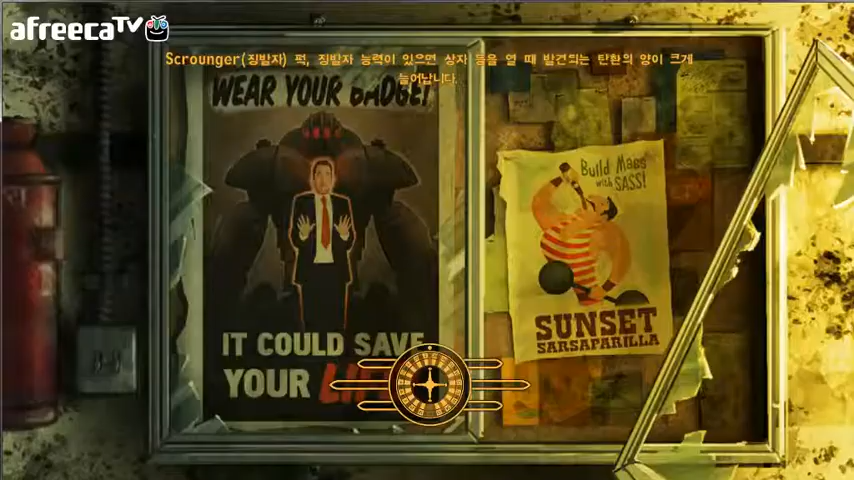 afreecaTV
Scrounger(징발자) 퍽, 징발자 능력이 있으면 상자 등을 열 때 발견되는 탄환의 양이 크게
늘어납니다.
WEAR YOUR BADGE!
IT COULD SAVE
YOUR
Build Mass
with SASS!
SUNSET
SARSAPARILLA